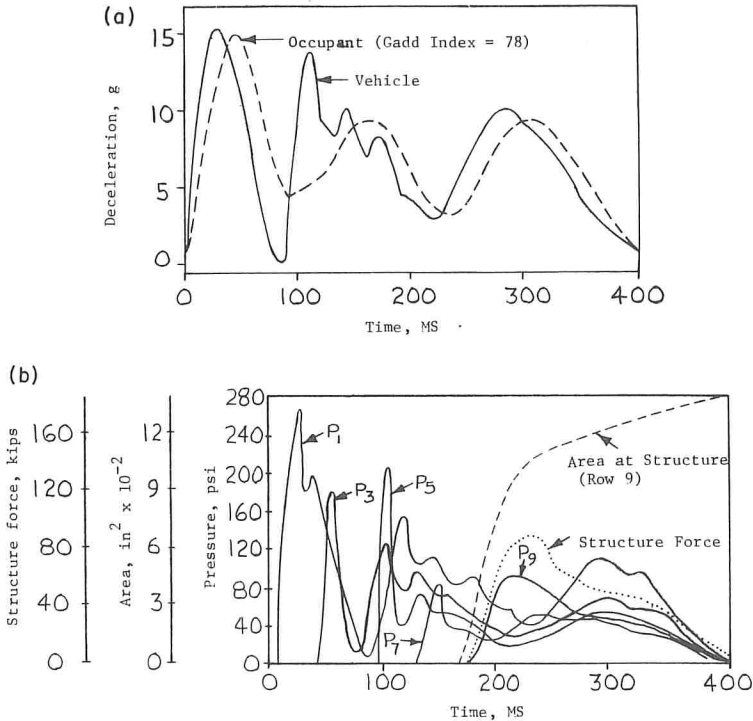 (a)
15
10
5
0
Deceleration, g
Occupant (Gadd Index = 78)
Vehicle
0 100 200 300 400
Time, MS
(b)
Structure force, kips
160
120
80
40
0
Area, in² x 10⁻²
12
9
6
3
0
Pressure, psi
280
240
200
160
120
80
40
0
P₁
P₃
P₅
P₇
P₉
Area at Structure
(Row 9)
Structure Force
0 100 200 300 400
Time, MS